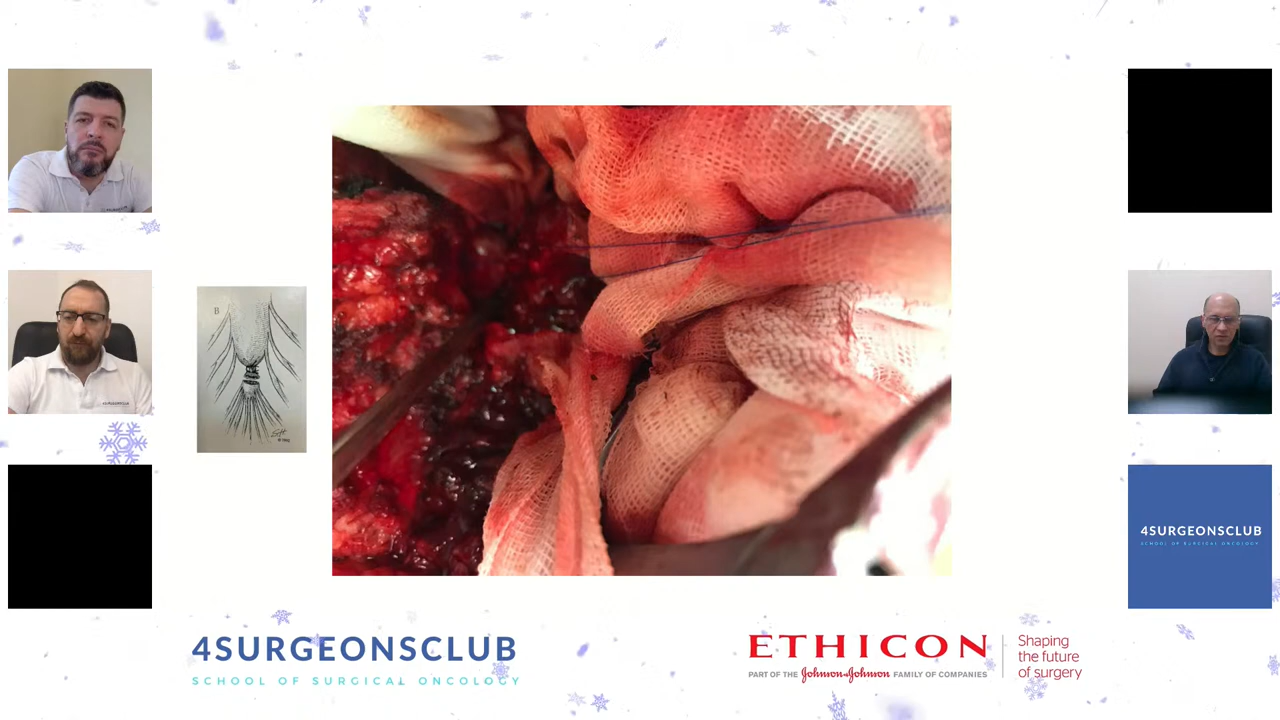 B
4SURGEONSCLUB
SCHOOL OF SURGICAL ONCOLOGY
4SURGEONSCLUB
SCHOOL OF SURGICAL ONCOLOGY
ETHICON
PART OF THE Johnson & Johnson FAMILY OF COMPANIES
Shaping
the future
of surgery